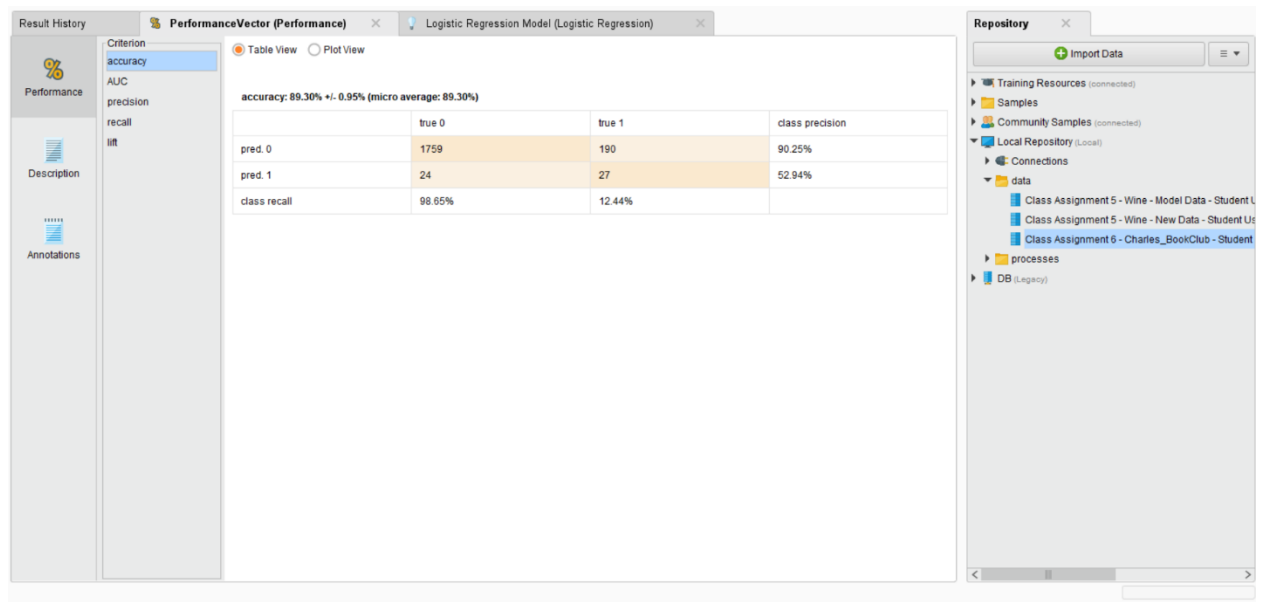 Result History
PerformanceVector (Performance)
Logistic Regression Model (Logistic Regression)
Repository
Performance
Description
Annotations
Criterion
accuracy
AUC
precision
recall
lift
Table View Plot View
accuracy: 89.30% +/- 0.95% (micro average: 89.30%)
true 0 true 1 class precision
pred. 0 1759 190 90.25%
pred. 1 24 27 52.94%
class recall 98.65% 12.44%
Import Data
Training Resources (connected)
Samples
Community Samples (connected)
Local Repository (Local)
Connections
data
Class Assignment 5 - Wine - Model Data - Student U
Class Assignment 5 - Wine - New Data - Student Us
Class Assignment 6 - Charles_BookClub - Student
processes
DB (Legacy)